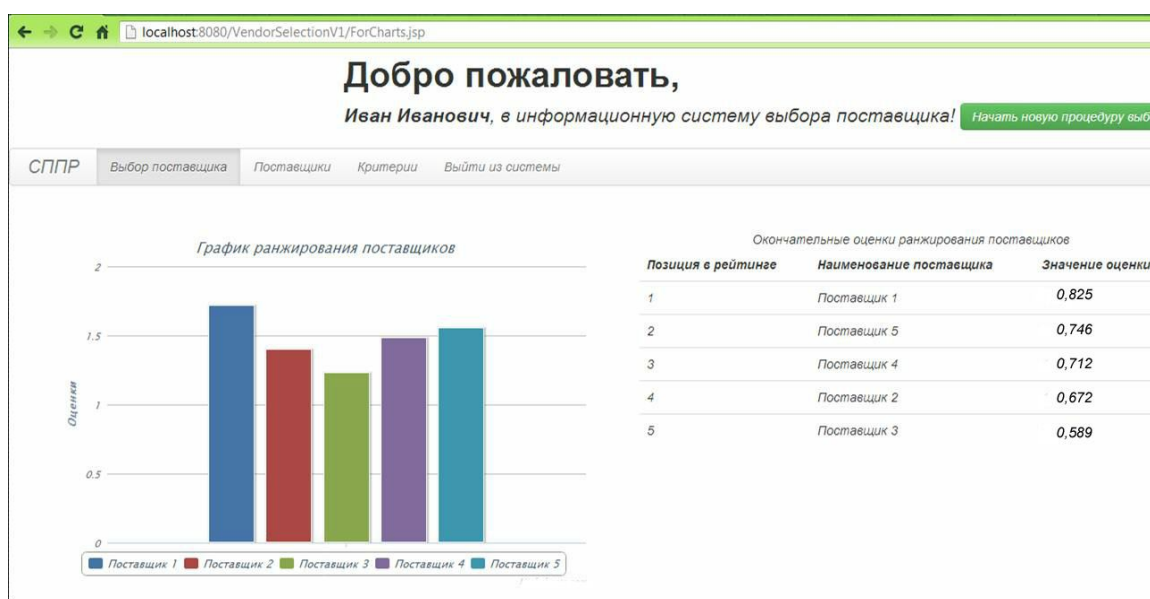 localhost:8080/VendorSelectionV1/ForCharts.jsp
Добро пожаловать,
Иван Иванович, в информационную систему выбора поставщика!
Начать новую процедуру выб
СППР Выбор поставщика Поставщики Критерии Выйти из системы
График ранжирования поставщиков
Оценки
2
1.5
1
0.5
0
Поставщик 1 Поставщик 2 Поставщик 3 Поставщик 4 Поставщик 5
Окончательные оценки ранжирования поставщиков
Позиция в рейтинге Наименование поставщика Значение оценки
1 Поставщик 1 0,825
2 Поставщик 5 0,746
3 Поставщик 4 0,712
4 Поставщик 2 0,672
5 Поставщик 3 0,589